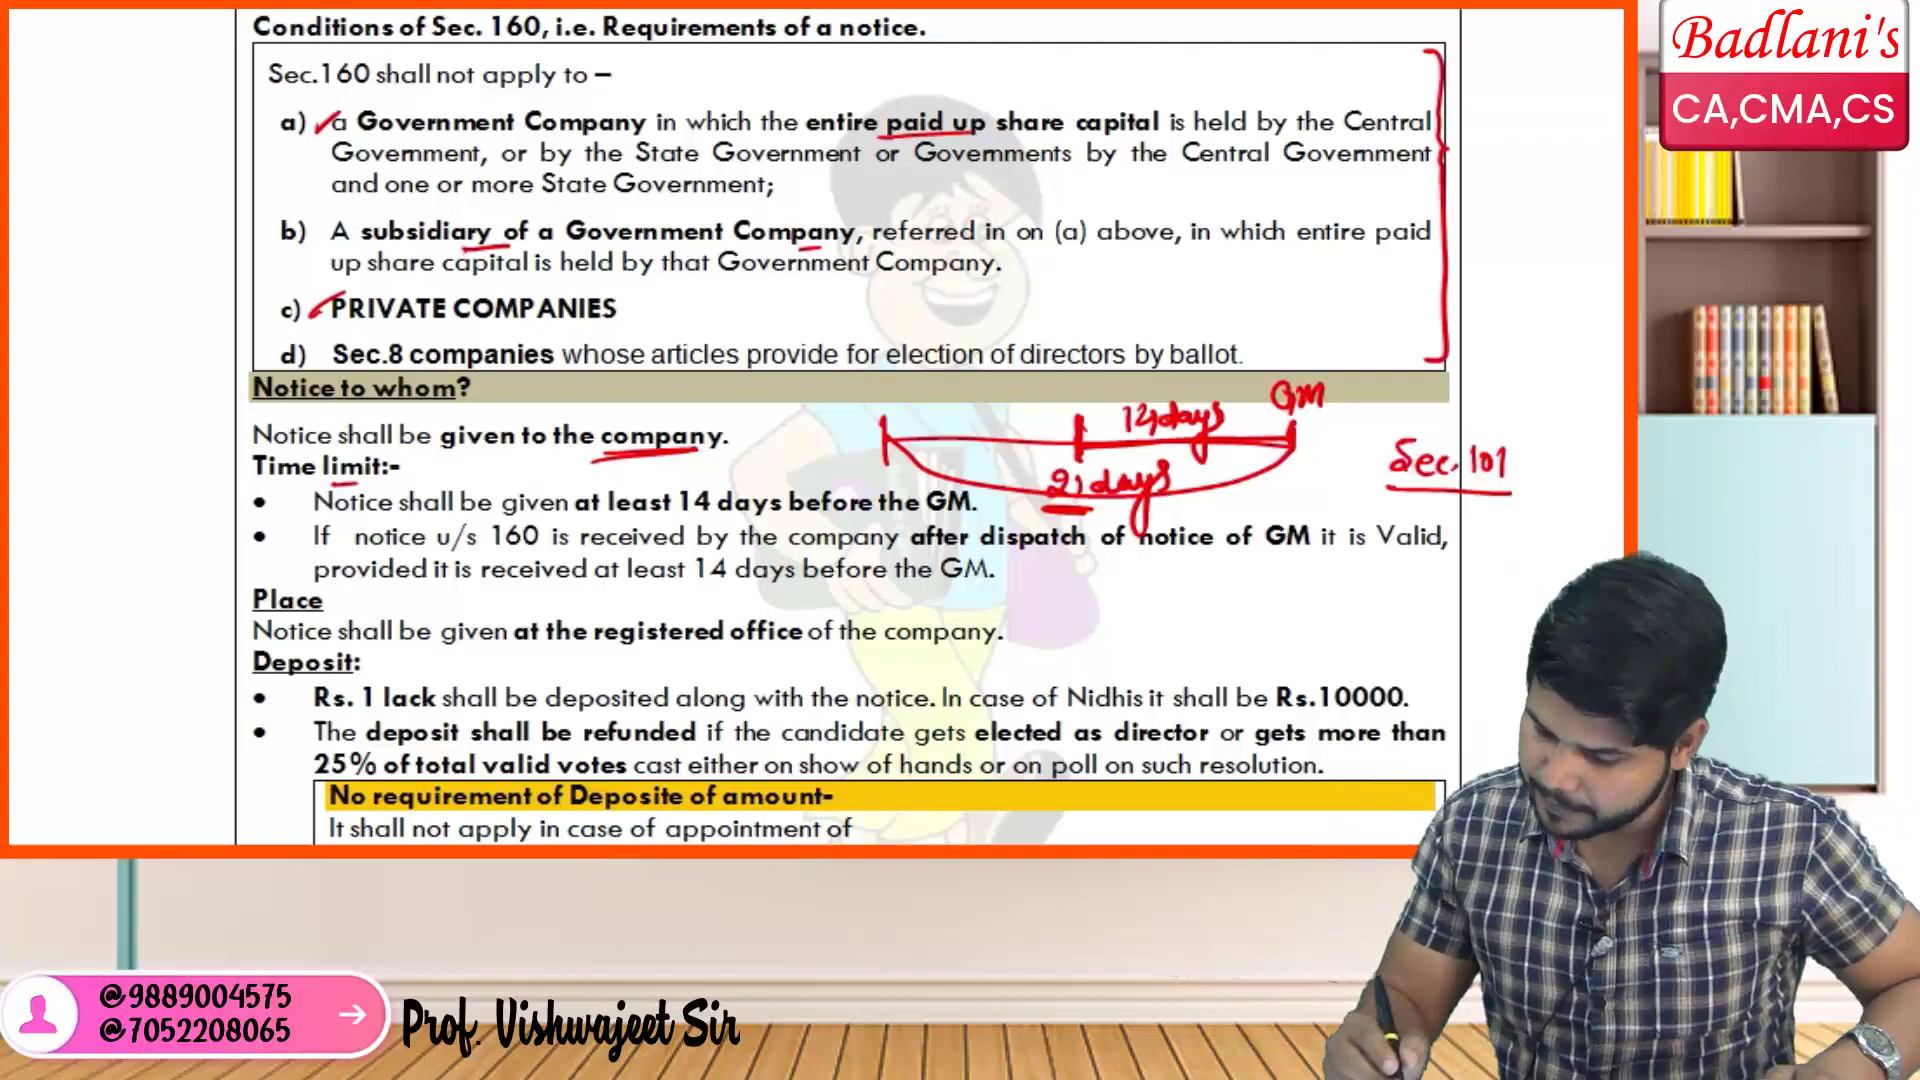 Conditions of Sec. 160, i.e. Requirements of a notice.
Sec.160 shall not apply to –
a) a Government Company in which the entire paid up share capital is held by the Central
Government, or by the State Government or Governments by the Central Government
and one or more State Government;
b) A subsidiary of a Government Company, referred in on (a) above, in which entire paid
up share capital is held by that Government Company.
c) PRIVATE COMPANIES
d) Sec.8 companies whose articles provide for election of directors by ballot.
Notice to whom?
GM
14 days
Notice shall be given to the company.
Sec. 101
Time limit:-
21 days
• Notice shall be given at least 14 days before the GM.
• If notice u/s 160 is received by the company after dispatch of notice of GM it is Valid,
provided it is received at least 14 days before the GM.
Place
Notice shall be given at the registered office of the company.
Deposit:
• Rs. 1 lack shall be deposited along with the notice. In case of Nidhis it shall be Rs.10000.
• The deposit shall be refunded if the candidate gets elected as director or gets more than
25% of total valid votes cast either on show of hands or on poll on such resolution.
No requirement of Deposite of amount-
It shall not apply in case of appointment of
Badlani's
CA,CMA,CS
@9889004575
@7052208065
Prof. Vishwajeet Sir